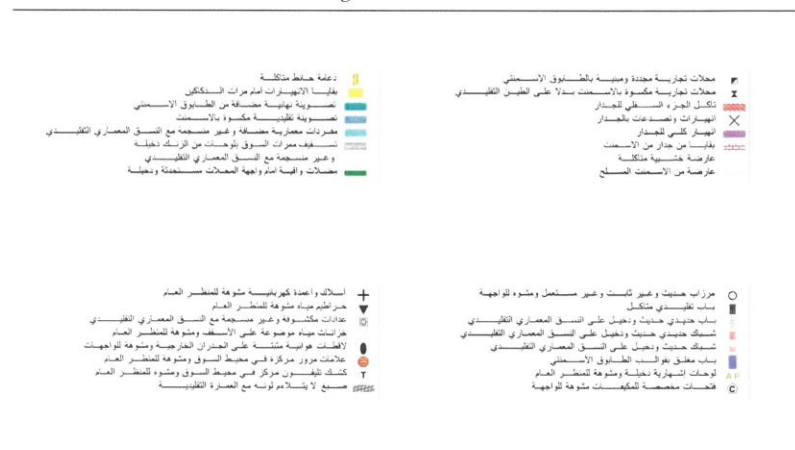 محلات تجارية مجددة ومبنية بالطابوق الاسمنتي
محلات تجارية مكسوة بالاسمنت بدلا على الطين التقليدي
تآكل الجزء السفلي للجدار
انهيارات وتصدعات بالجدار
انهيار كلي للجدار
بقايا من جدار من الاسمنت
عارضة خشبية متآكلة
عارضة من الاسمنت المسلح
دعامة حائط متآكلة
بقايا الانهيارات أمام مرات الدكاكين
تصوينة نهائية مضافة من الطابوق الاسمنتي
تصوينة تقليدية مكسوة بالاسمنت
مفردات معمارية مضافة وغير منسجمة مع النسق المعماري التقليدي
تسقيف ممرات السوق بلوحات من الزنك دخيلة
وغير منسجمة مع النسق المعماري التقليدي
مضلات واقية أمام واجهة المحلات مستحدثة ودخيلة
مرزاب حديث وغير ثابت وغير مستعمل ومشوه للواجهة
باب تقليدي متآكل
باب حديدي حديث ودخيل على النسق المعماري التقليدي
شباك حديدي حديث ودخيل على النسق المعماري التقليدي
شباك حديث ودخيل على النسق المعماري التقليدي
باب مغلق بقوالب الطابوق الاسمنتي
A P لوحات إشهارية دخيلة ومشوهة للمنظر العام
C فتحات مخصصة للمكيفات مشوهة للواجهة
أسلاك وأعمدة كهربائية مشوهة للمنظر العام
خراطيم مياه مشوهة للمنظر العام
عدادات مكشوفة وغير منسجمة مع النسق المعماري التقليدي
خزانات مياه موضوعة على الاسقف ومشوهة للمنظر العام
لاقطات هوائية مثبتة على الجدران الخارجية ومشوهة للواجهات
علامات مرور مركزة في محيط السوق ومشوهة للمنظر العام
T كشك تليفون مركز في محيط السوق ومشوه للمنظر العام
صبغ لا يتلاءم لونه مع العمارة التقليدية